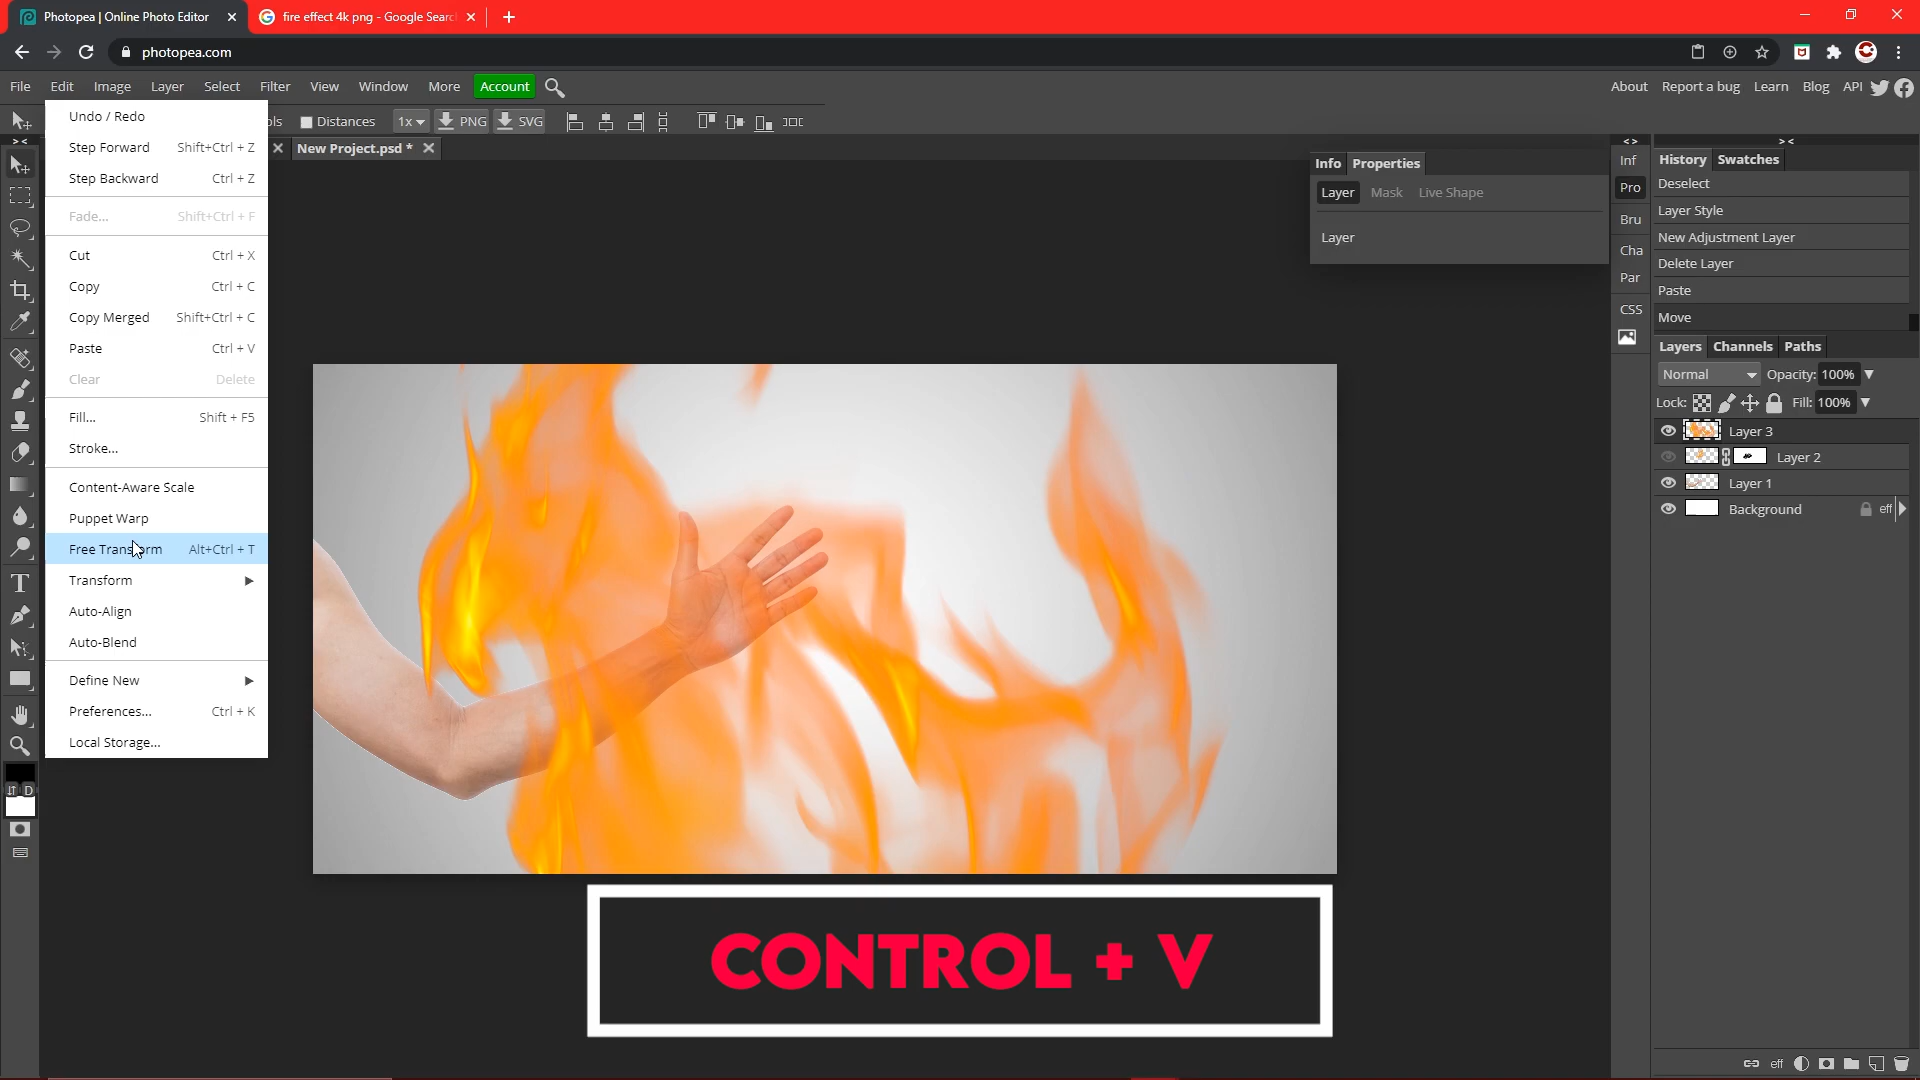 Photopea | Online Photo Editor
fire effect 4k png - Google Searc
photopea.com
File Edit Image Layer Select Filter View Window More Account
About Report a bug Learn Blog API
ols Distances 1x PNG SVG
New Project.psd *
Undo / Redo
Step Forward Shift+Ctrl + Z
Step Backward Ctrl + Z
Fade... Shift+Ctrl + F
Cut Ctrl + X
Copy Ctrl + C
Copy Merged Shift+Ctrl + C
Paste Ctrl + V
Clear Delete
Fill... Shift + F5
Stroke...
Content-Aware Scale
Puppet Warp
Free Transform Alt+Ctrl + T
Transform
Auto-Align
Auto-Blend
Define New
Preferences... Ctrl + K
Local Storage...
D
Info Properties
Layer Mask Live Shape
Layer
Inf
Pro
Bru
Cha
Par
CSS
History Swatches
Deselect
Layer Style
New Adjustment Layer
Delete Layer
Paste
Move
Layers Channels Paths
Normal Opacity: 100%
Lock: Fill: 100%
Layer 3
Layer 2
Layer 1
Background eff
eff
CONTROL + V